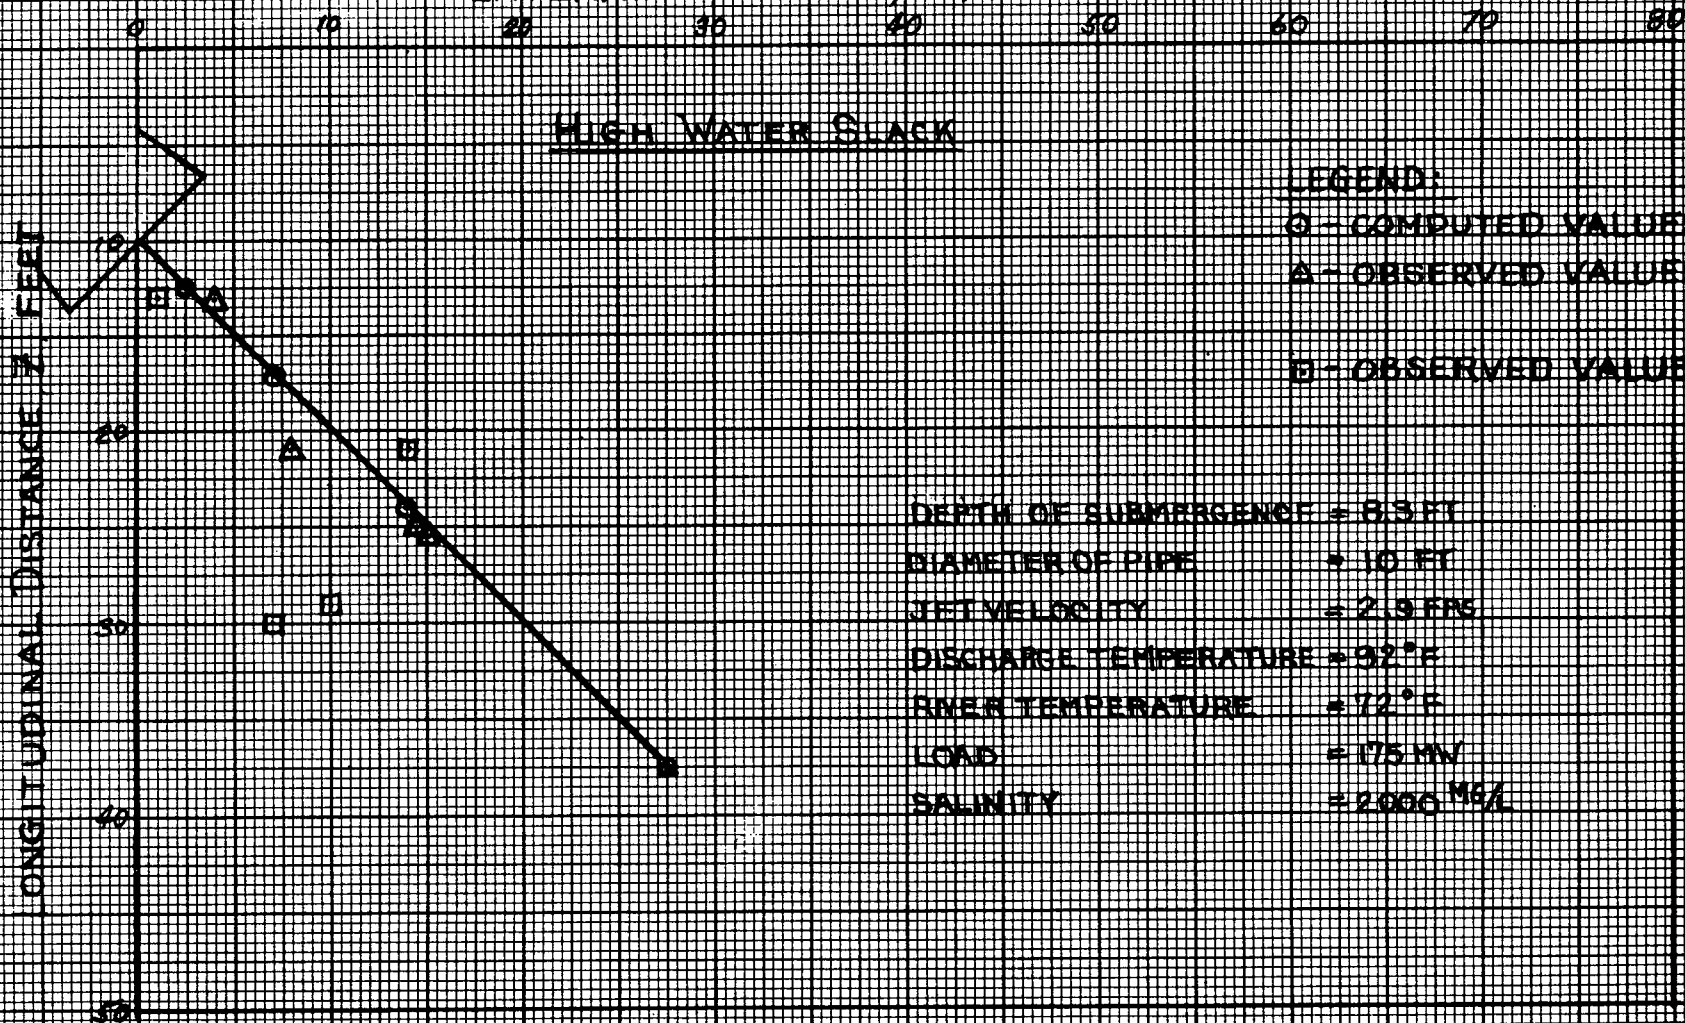 0 10 20 30 40 50 60 70 80
HIGH WATER SLACK
LEGEND:
⊙ - COMPUTED VALUE
△ - OBSERVED VALUE
⊡ - OBSERVED VALUE
LONGITUDINAL DISTANCE, Z, FEET
10
20
30
40
50
DEPTH OF SUBMERGENCE = 8.3 FT
DIAMETER OF PIPE = 10 FT
JET VELOCITY = 2.9 FPS
DISCHARGE TEMPERATURE = 92°F
RIVER TEMPERATURE = 72°F
LOAD = 175 MW
SALINITY = 2000 MG/L